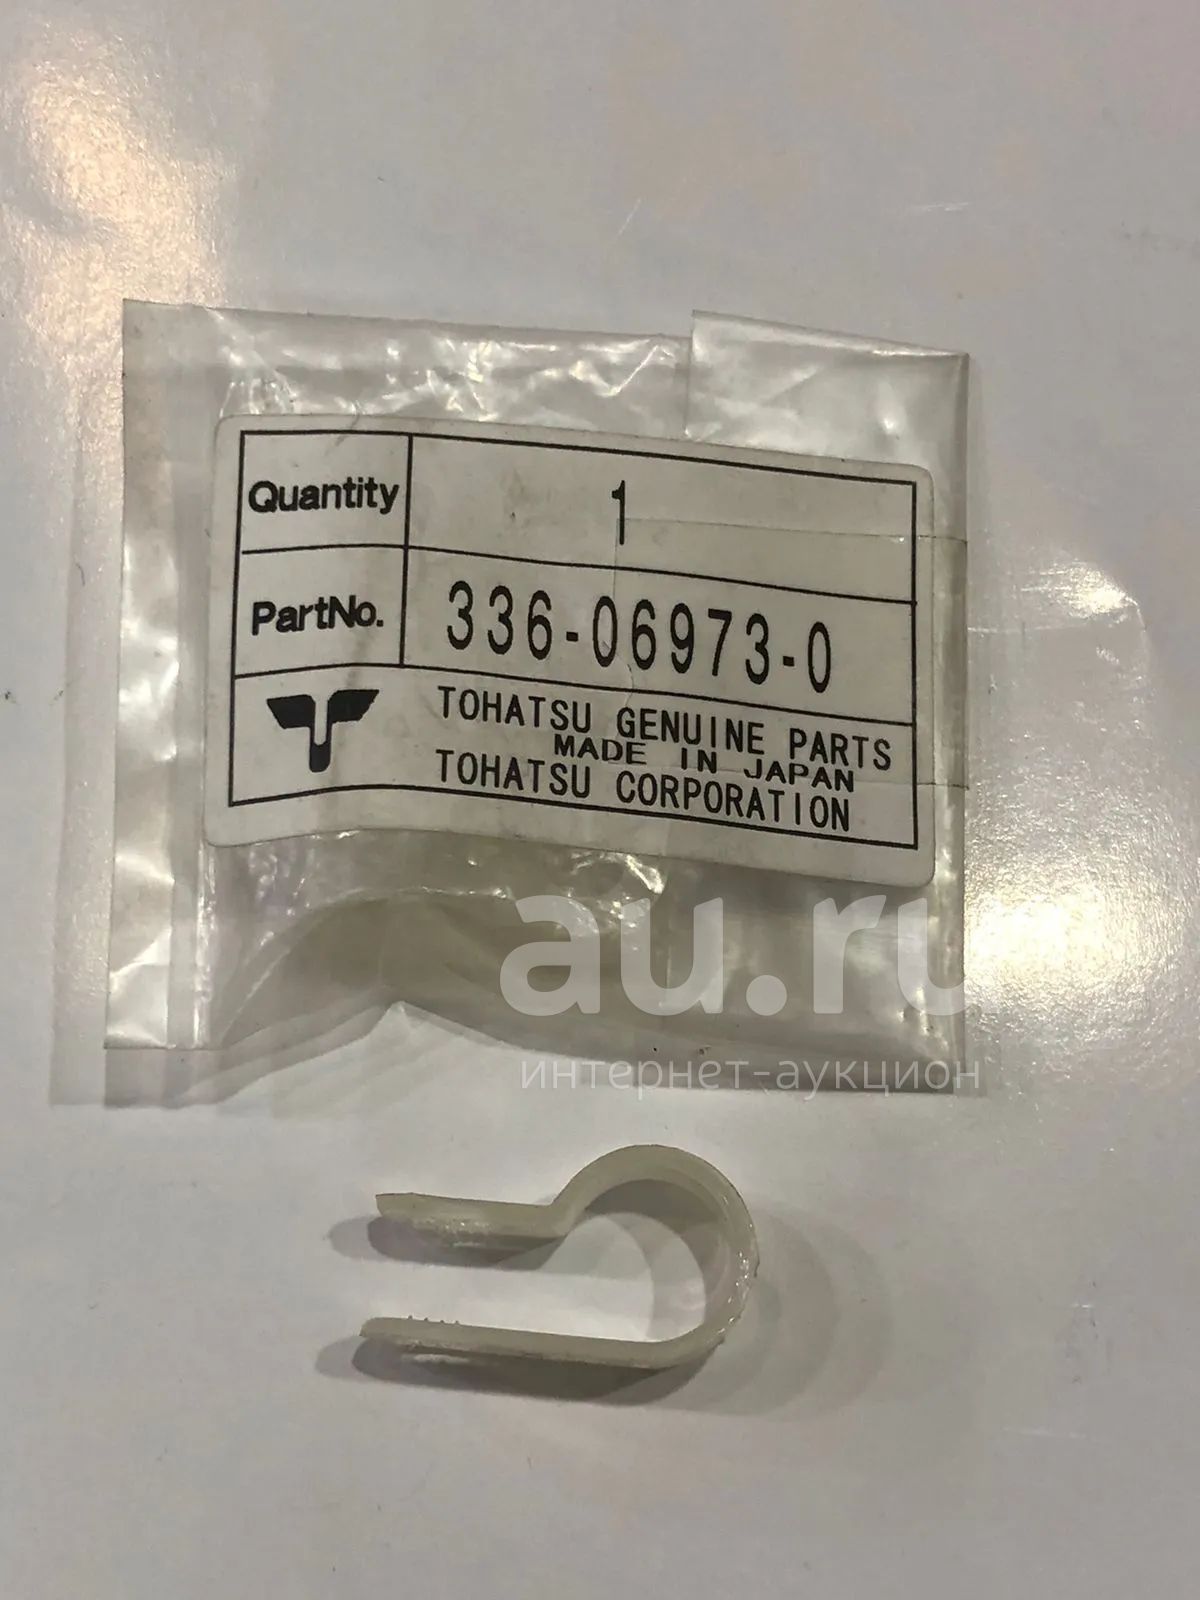 Quantity 1
PartNo. 336-06973-0
TOHATSU GENUINE PARTS
MADE IN JAPAN
TOHATSU CORPORATION
au.ru
интернет-аукцион